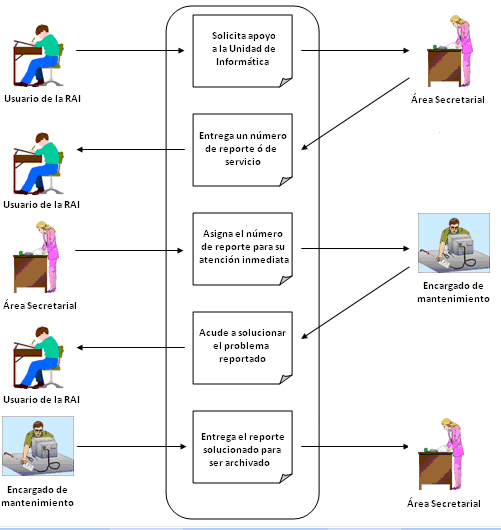 Solicita apoyo
a la Unidad de
Informática
Usuario de la RAI
Área Secretarial
Entrega un número
de reporte ó de
servicio
Usuario de la RAI
Asigna el número
de reporte para su
atención inmediata
Área Secretarial
Encargado de
mantenimiento
Acude a solucionar
el problema
reportado
Usuario de la RAI
Entrega el reporte
solucionado para
ser archivado
Encargado de
mantenimiento
Área Secretarial